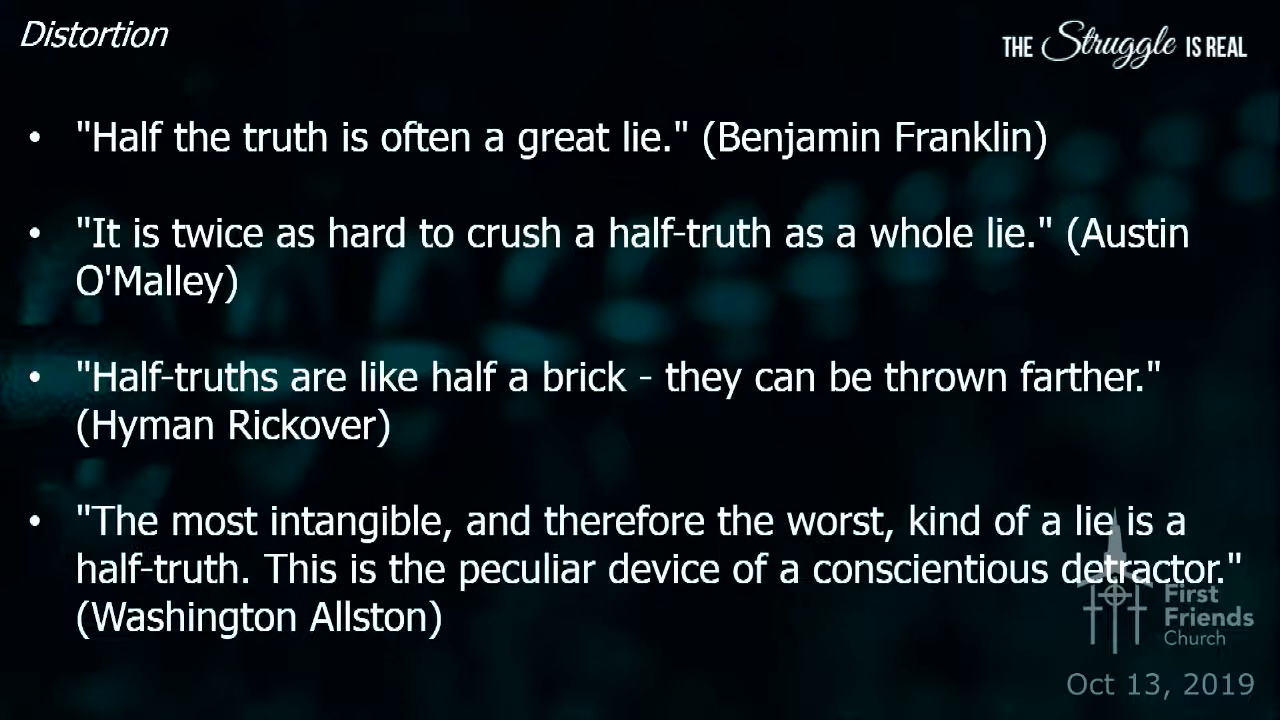 Distortion
THE Struggle IS REAL
• "Half the truth is often a great lie." (Benjamin Franklin)
• "It is twice as hard to crush a half-truth as a whole lie." (Austin
O'Malley)
• "Half-truths are like half a brick - they can be thrown farther."
(Hyman Rickover)
• "The most intangible, and therefore the worst, kind of a lie is a
half-truth. This is the peculiar device of a conscientious detractor."
(Washington Allston)
First
Friends
Church
Oct 13, 2019